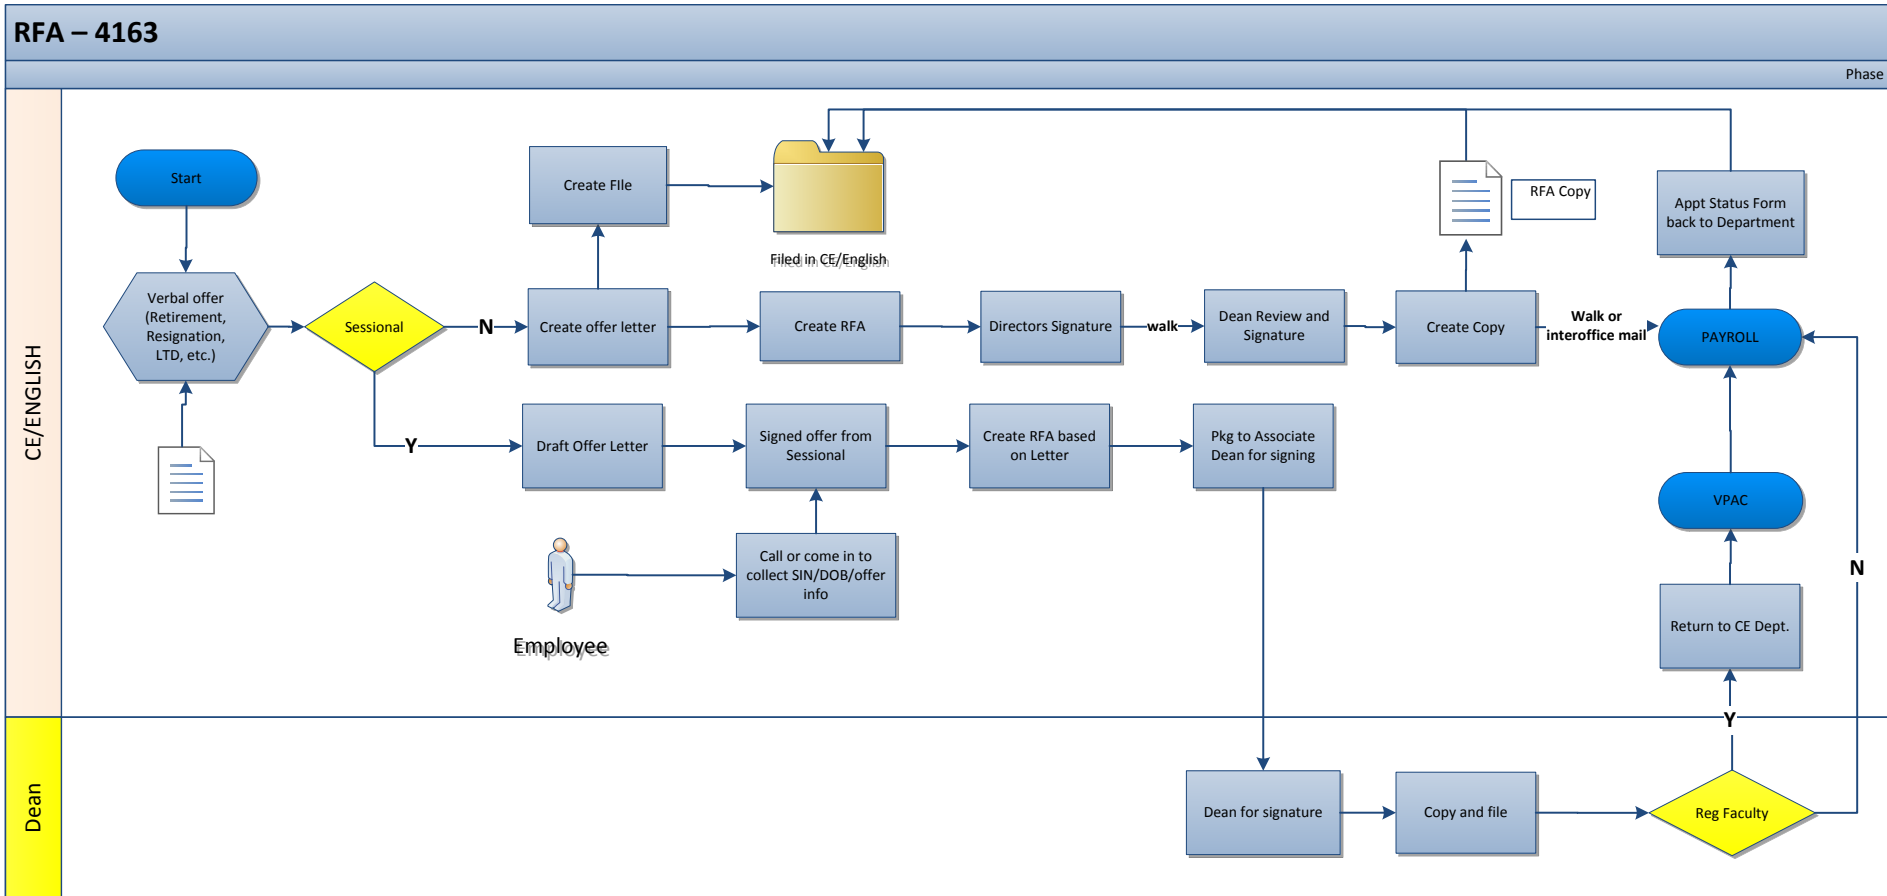 RFA – 4163
Phase
CE/ENGLISH
Start
Create FIle
Filed in CE/English
RFA Copy
Appt Status Form
back to Department
Verbal offer
(Retirement,
Resignation,
LTD, etc.)
Sessional
N
Create offer letter
Create RFA
Directors Signature
walk
Dean Review and
Signature
Create Copy
Walk or
interoffice mail
PAYROLL
Y
Draft Offer Letter
Signed offer from
Sessional
Create RFA based
on Letter
Pkg to Associate
Dean for signing
VPAC
Employee
Call or come in to
collect SIN/DOB/offer
info
N
Return to CE Dept.
Y
Dean
Dean for signature
Copy and file
Reg Faculty